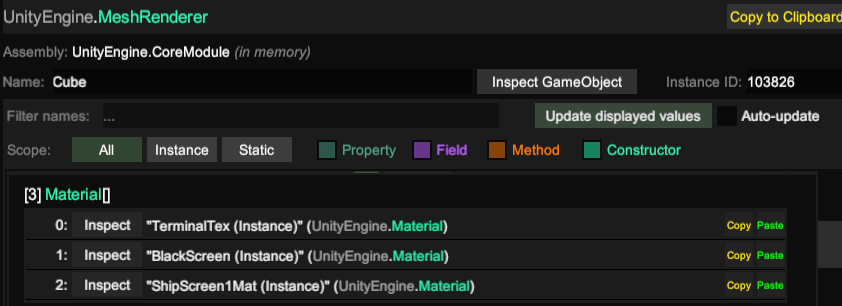 UnityEngine.MeshRenderer Copy to Clipboard
Assembly: UnityEngine.CoreModule (in memory)
Name: Cube Inspect GameObject Instance ID: 103826
Filter names: ... Update displayed values Auto-update
Scope: All Instance Static Property Field Method Constructor
[3] Material[]
0: Inspect "TerminalTex (Instance)" (UnityEngine.Material) Copy Paste
1: Inspect "BlackScreen (Instance)" (UnityEngine.Material) Copy Paste
2: Inspect "ShipScreen1Mat (Instance)" (UnityEngine.Material) Copy Paste